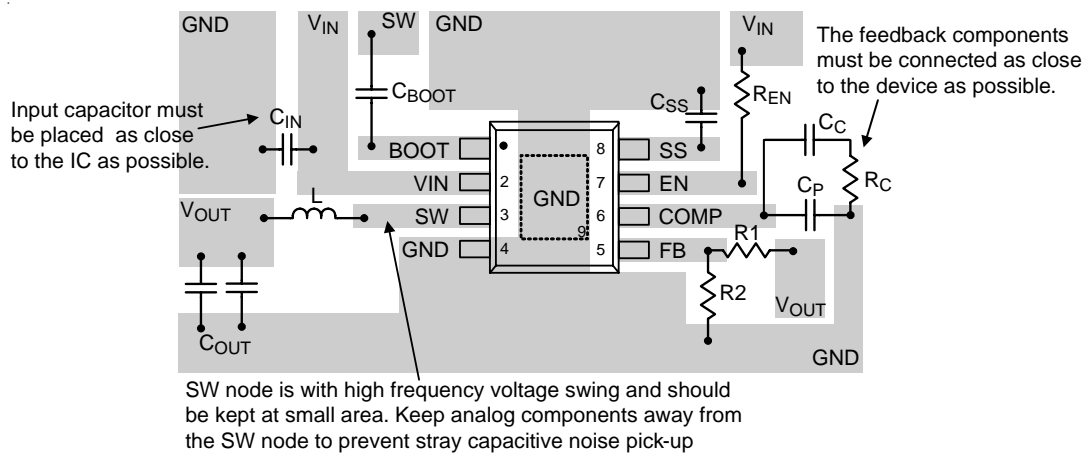 GND
VIN
SW
GND
VIN
The feedback components
must be connected as close
to the device as possible.
CBOOT
CSS
REN
Input capacitor must
be placed as close
to the IC as possible.
CIN
CC
BOOT
8
SS
RC
VIN
2
GND
7
EN
CP
VOUT
L
SW
3
6
COMP
GND
4
9
5
FB
R1
R2
VOUT
COUT
GND
SW node is with high frequency voltage swing and should
be kept at small area. Keep analog components away from
the SW node to prevent stray capacitive noise pick-up